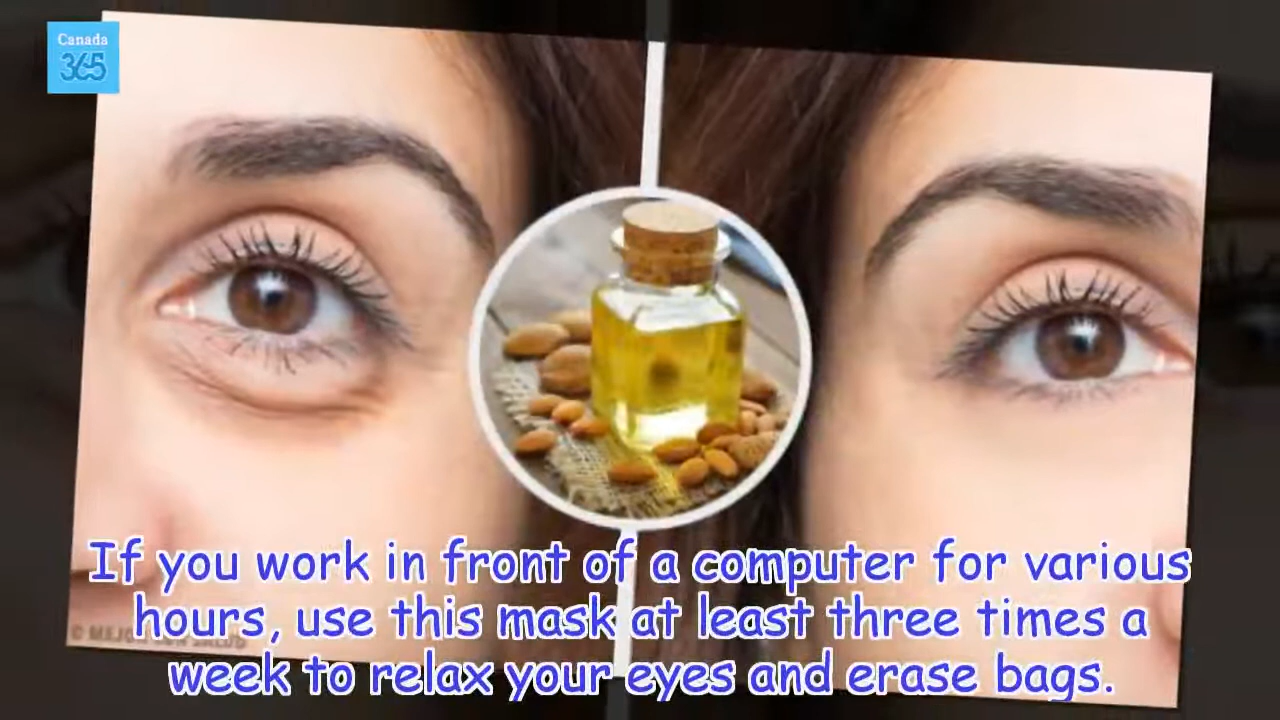 Canada
365
If you work in front of a computer for various
hours, use this mask at least three times a
week to relax your eyes and erase bags.